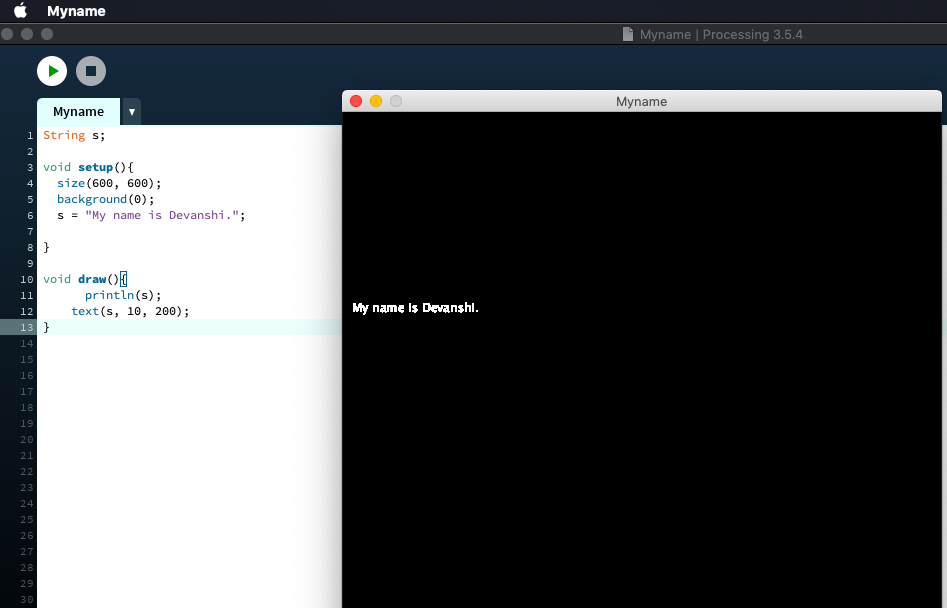 Myname
Myname | Processing 3.5.4
Myname
Myname
1 String s;
2
3 void setup(){
4 size(600, 600);
5 background(0);
6 s = "My name is Devanshi.";
7
8 }
9
10 void draw(){
11 println(s);
12 text(s, 10, 200);
13 }
14
15
16
17
18
19
20
21
22
23
24
25
26
27
28
29
30
My name is Devanshi.